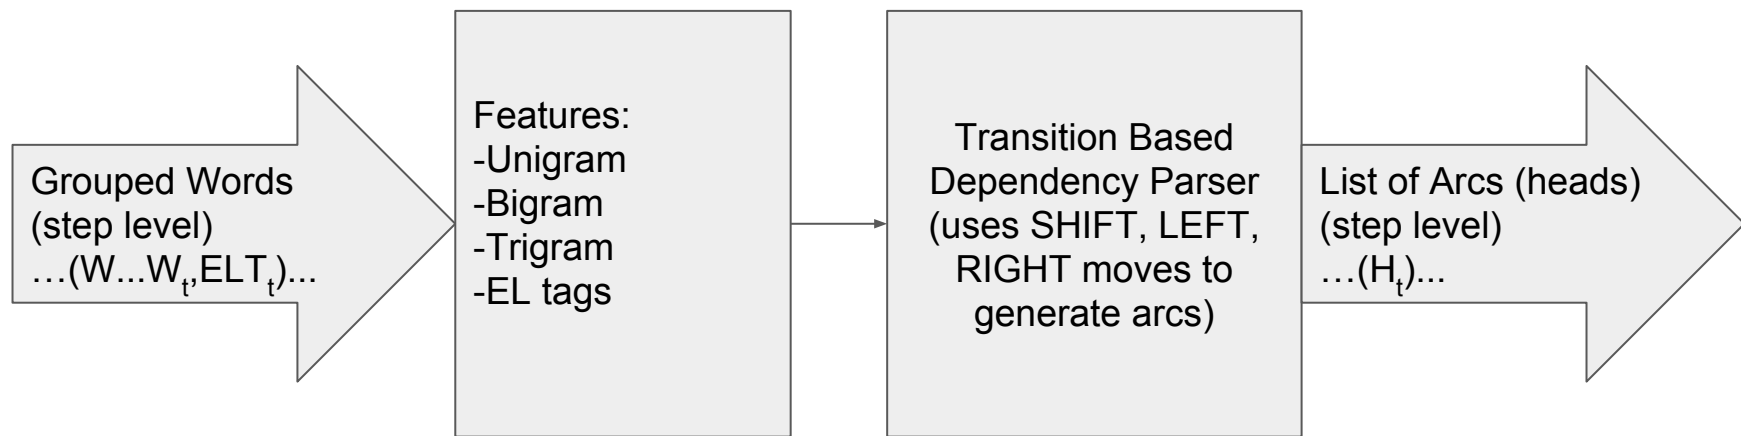 Grouped Words
(step level)
…(W...Wₜ,ELTₜ)...
Features:
-Unigram
-Bigram
-Trigram
-EL tags
Transition Based
Dependency Parser
(uses SHIFT, LEFT,
RIGHT moves to
generate arcs)
List of Arcs (heads)
(step level)
…(Hₜ)...